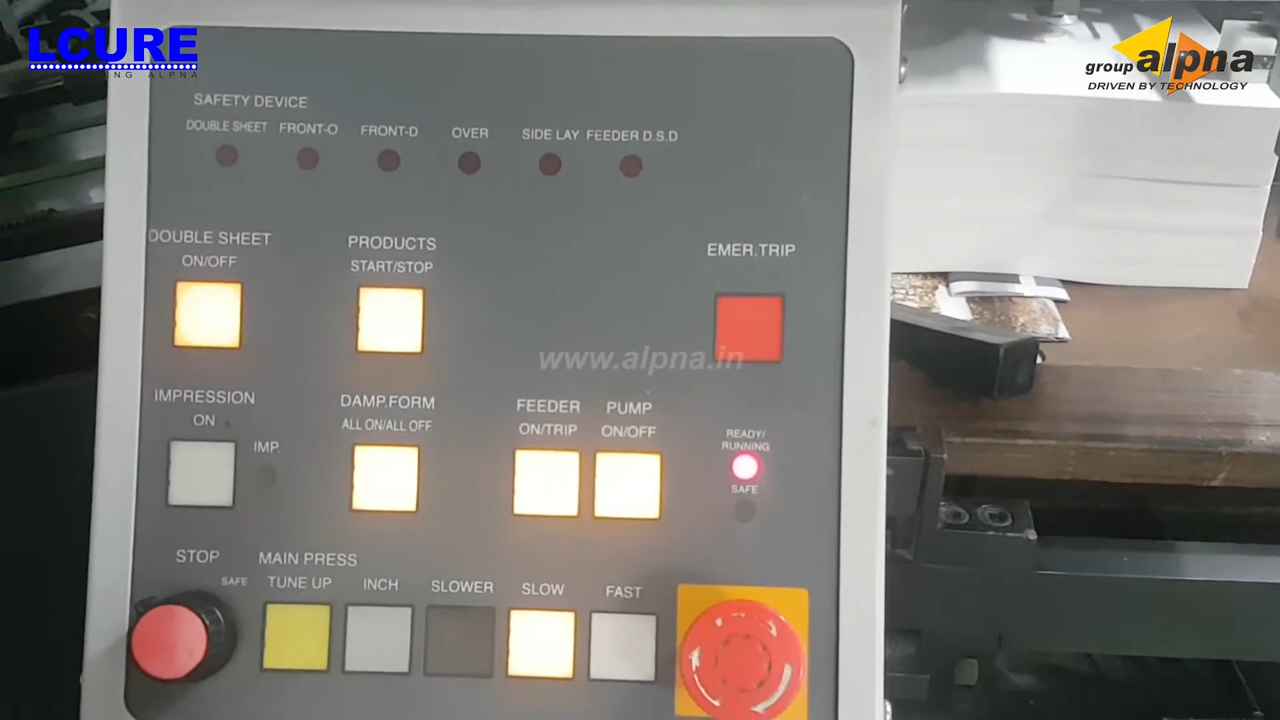 LCURE
ING ALPNA
group alpna
DRIVEN BY TECHNOLOGY
SAFETY DEVICE
DOUBLE SHEET FRONT-O FRONT-D OVER SIDE LAY FEEDER D.S.D
DOUBLE SHEET
ON/OFF
PRODUCTS
START/STOP
EMER.TRIP
www.alpna.in
IMPRESSION
ON
IMP.
DAMP.FORM
ALL ON/ALL OFF
FEEDER
ON/TRIP
PUMP
ON/OFF
READY/
RUNNING
SAFE
STOP
SAFE
MAIN PRESS
TUNE UP INCH SLOWER SLOW FAST